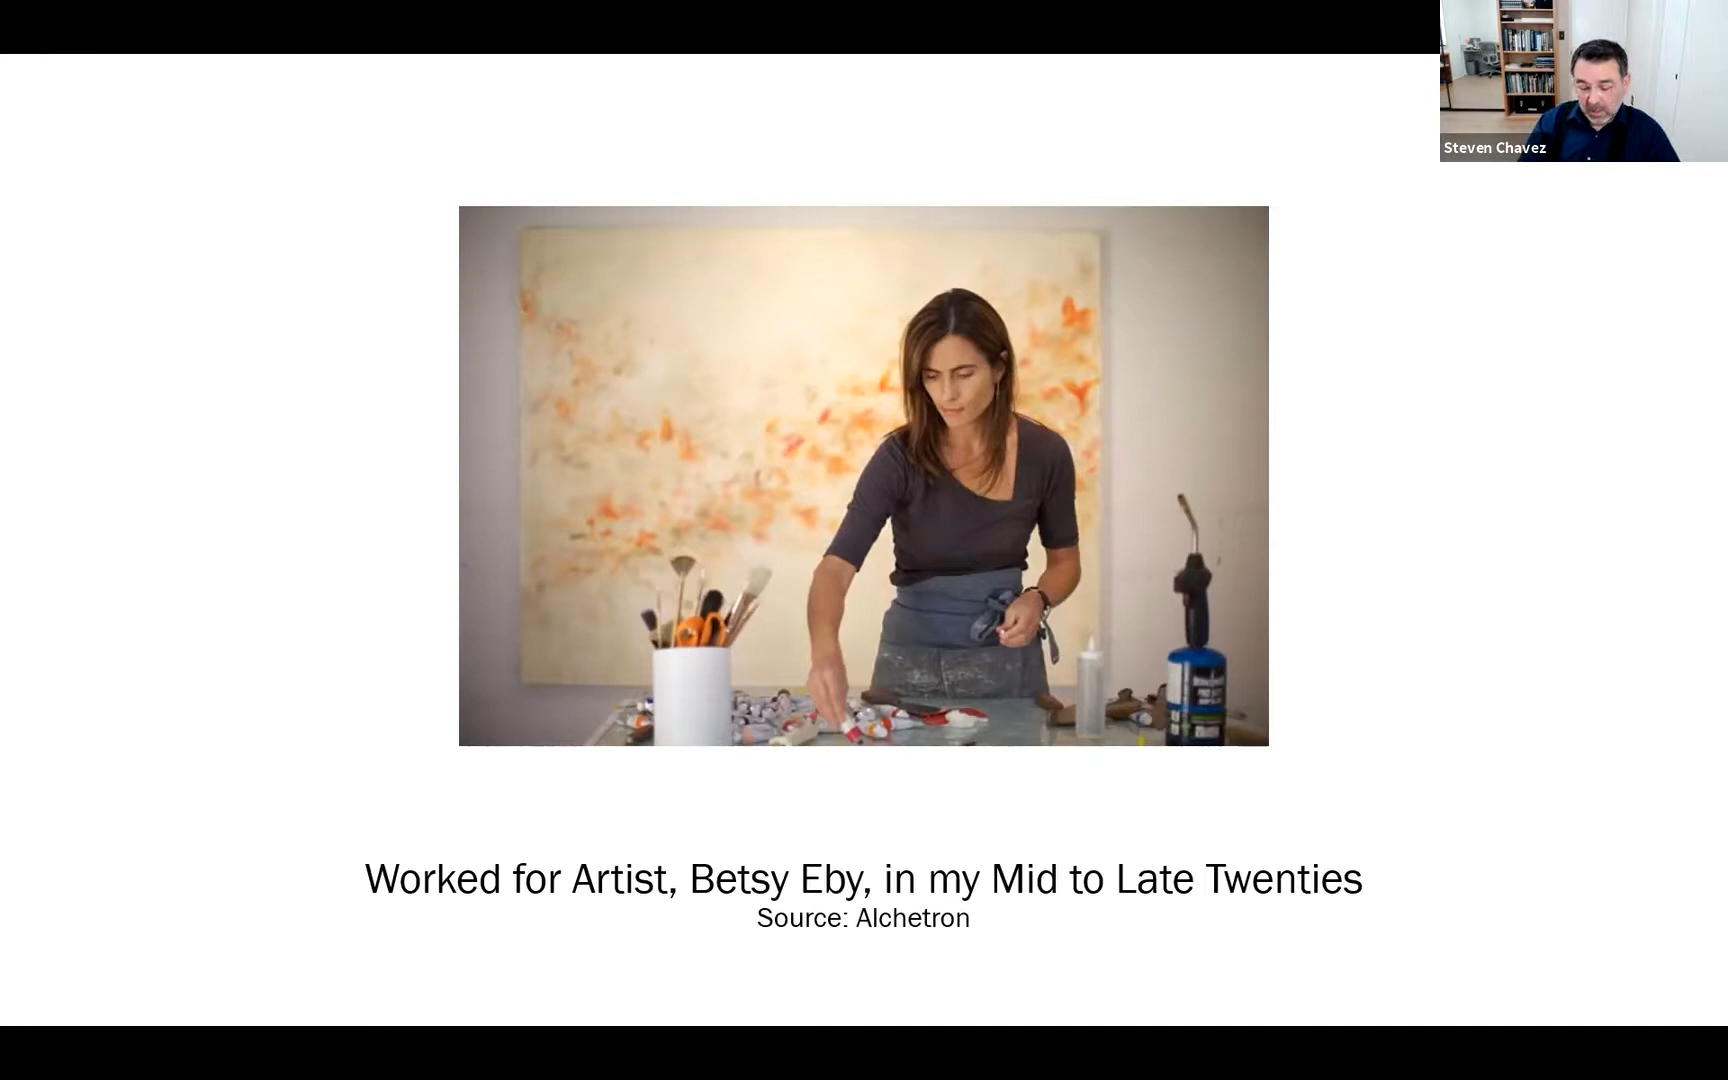 Steven Chavez
Worked for Artist, Betsy Eby, in my Mid to Late Twenties
Source: Alchetron